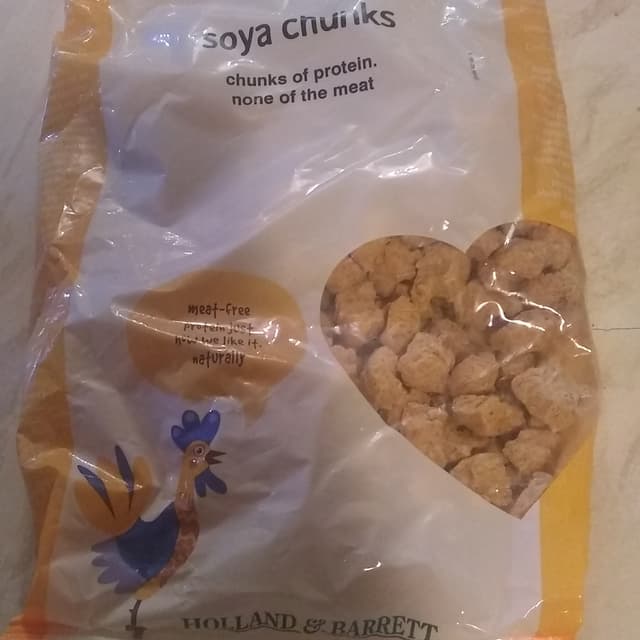 soya chunks
chunks of protein.
none of the meat
meat-free
protein just
how we like it.
naturally
HOLLAND & BARRETT